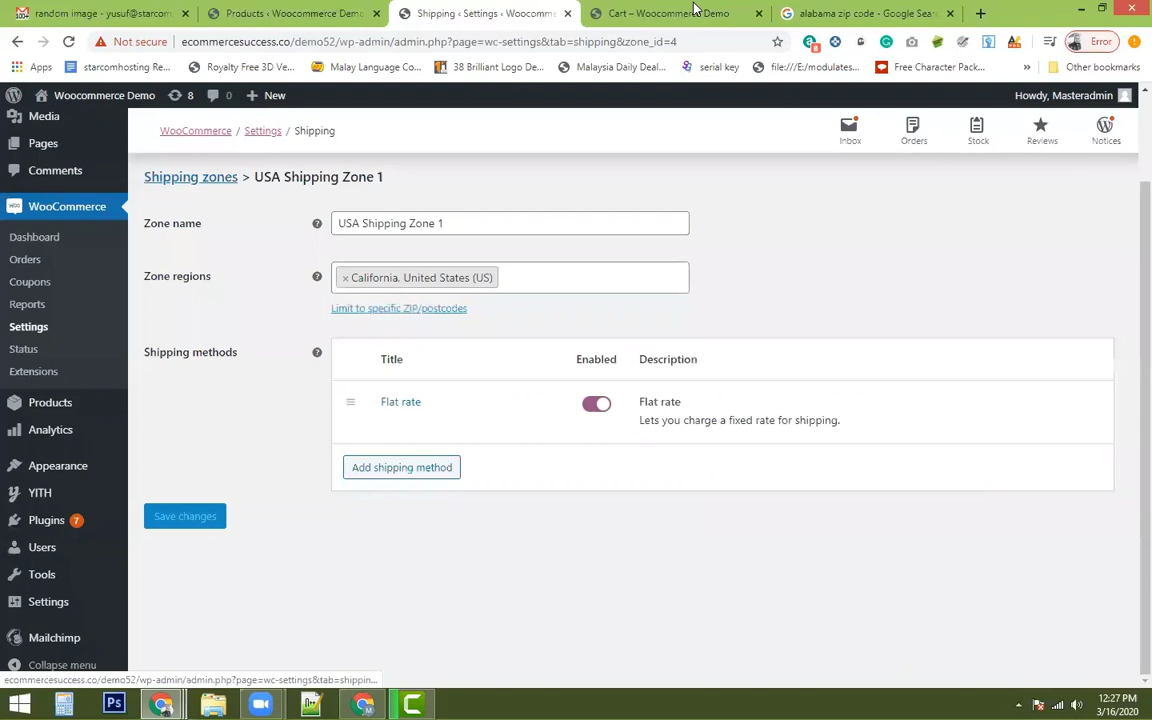 random image - yusuf@starcom
Products ‹ Woocommerce Demo
Shipping ‹ Settings ‹ Woocomm
Cart – Woocommerce Demo
alabama zip code - Google Sear
Not secure
ecommercesuccess.co/demo52/wp-admin/admin.php?page=wc-settings&tab=shipping&zone_id=4
Error
Apps
starcomhosting Re...
Royalty Free 3D Ve...
Malay Language Co...
38 Brilliant Logo De...
Malaysia Daily Deal...
serial key
file:///E:/modulates...
Free Character Pack...
»
Other bookmarks
Woocommerce Demo
8
0
New
Howdy, Masteradmin
Media
Pages
Comments
WooCommerce
Dashboard
Orders
Coupons
Reports
Settings
Status
Extensions
Products
Analytics
Appearance
YITH
Plugins 7
Users
Tools
Settings
Mailchimp
Collapse menu
WooCommerce / Settings / Shipping
Inbox
Orders
Stock
Reviews
Notices
Shipping zones > USA Shipping Zone 1
Zone name
USA Shipping Zone 1
Zone regions
× California, United States (US)
Limit to specific ZIP/postcodes
Shipping methods
Title
Enabled
Description
Flat rate
Flat rate
Lets you charge a fixed rate for shipping.
Add shipping method
Save changes
ecommercesuccess.co/demo52/wp-admin/admin.php?page=wc-settings&tab=shippin...
Ps
12:27 PM
3/16/2020